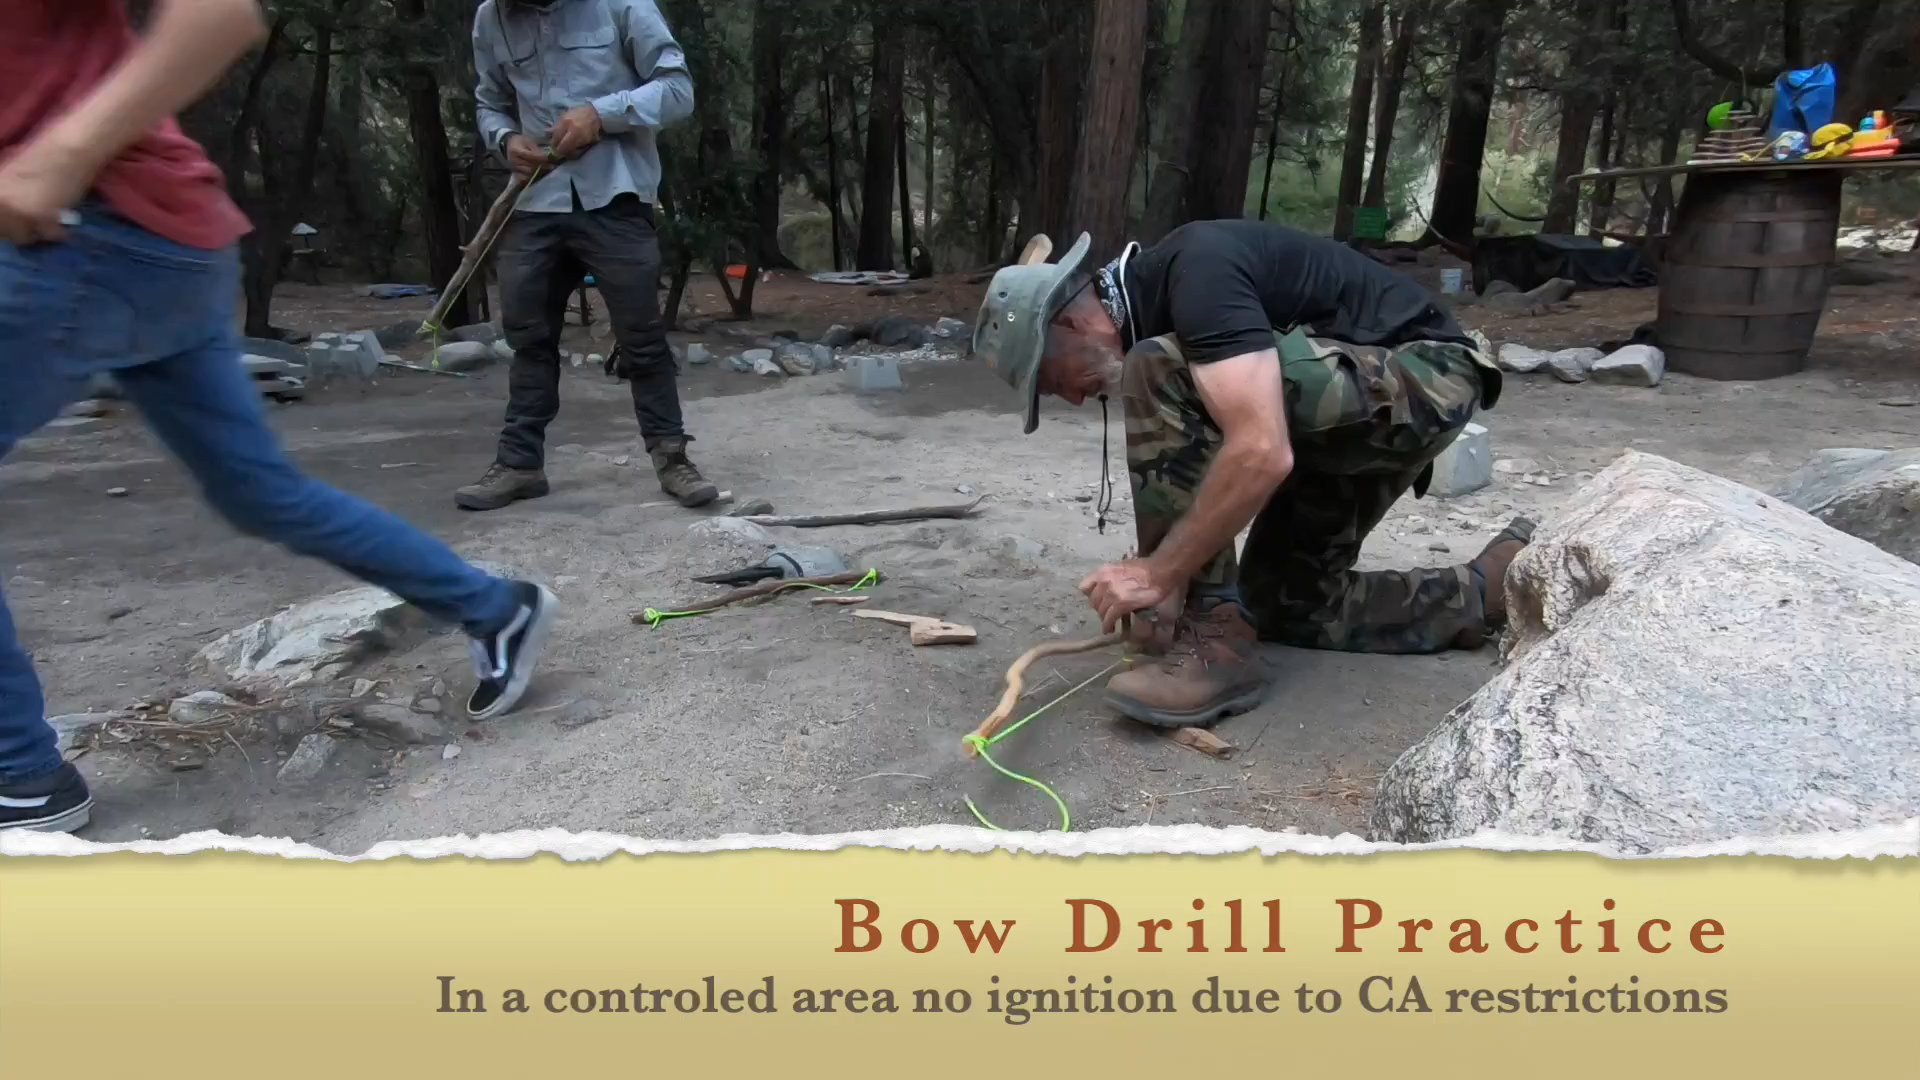 Bow Drill Practice
In a controled area no ignition due to CA restrictions